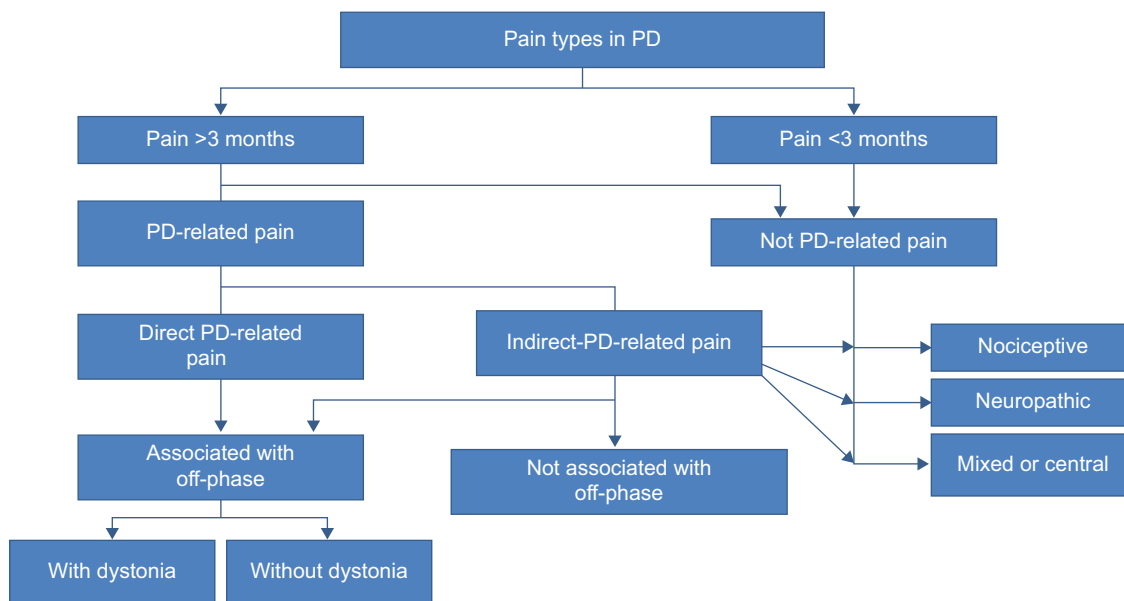 Pain types in PD
Pain >3 months
Pain <3 months
PD-related pain
Not PD-related pain
Direct PD-related
pain
Indirect-PD-related pain
Nociceptive
Neuropathic
Mixed or central
Associated with
off-phase
Not associated with
off-phase
With dystonia
Without dystonia